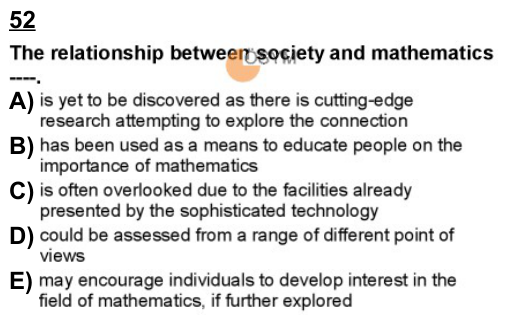 52
The relationship between society and mathematics
----.
A) is yet to be discovered as there is cutting-edge
research attempting to explore the connection
B) has been used as a means to educate people on the
importance of mathematics
C) is often overlooked due to the facilities already
presented by the sophisticated technology
D) could be assessed from a range of different point of
views
E) may encourage individuals to develop interest in the
field of mathematics, if further explored